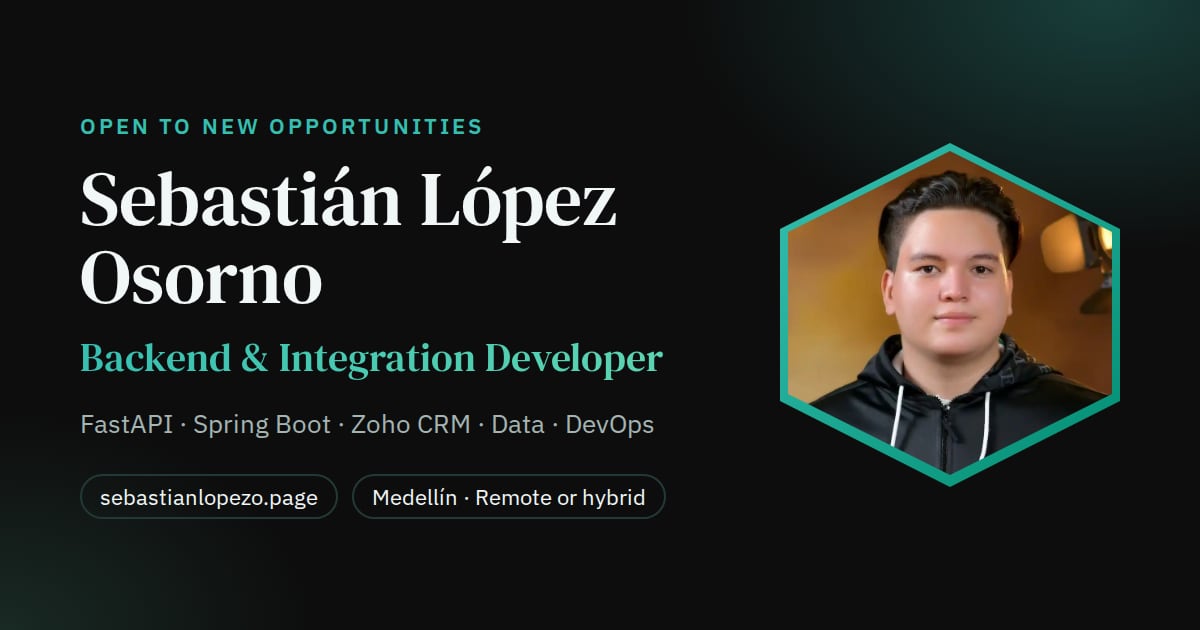 OPEN TO NEW OPPORTUNITIES
Sebastián López
Osorno
Backend & Integration Developer
FastAPI · Spring Boot · Zoho CRM · Data · DevOps
sebastianlopezo.page
Medellín · Remote or hybrid